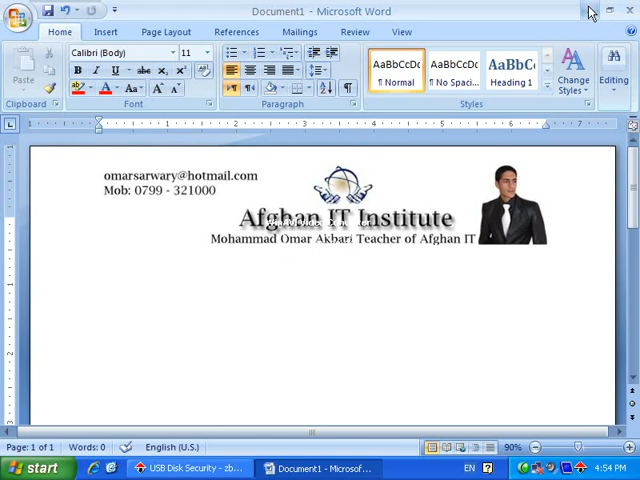 Document1 - Microsoft Word
Home Insert Page Layout References Mailings Review View
Calibri (Body) 11
AaBbCcDc AaBbCcDc AaBbC
Paste
B I U abc x₂ x²
¶ Normal ¶ No Spaci... Heading 1
Change Styles
Editing
Clipboard Font Paragraph Styles
omarsarwary@hotmail.com
Mob: 0799 - 321000
Afghan IT Institute
Mohammad Omar Akbari Teacher of Afghan IT
Page: 1 of 1 Words: 0 English (U.S.) 90%
start USB Disk Security - zb... Document1 - Microsof... EN 4:54 PM